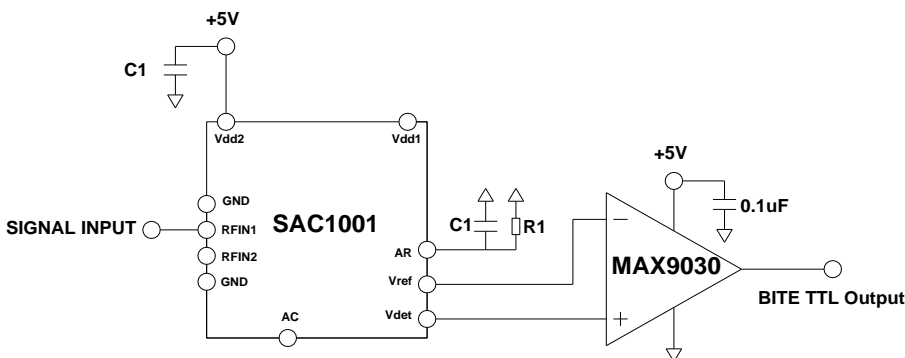 +5V
C1
Vdd2
Vdd1
GND
SIGNAL INPUT
RFIN1
SAC1001
RFIN2
GND
AC
AR
Vref
Vdet
C1
R1
+5V
0.1uF
−
MAX9030
+
BITE TTL Output